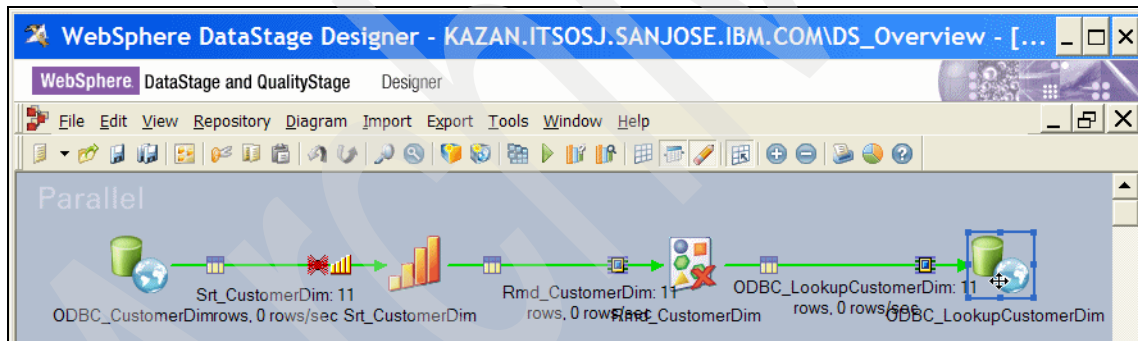 WebSphere DataStage Designer - KAZAN.ITSOSJ.SANJOSE.IBM.COM\DS_Overview - [...
WebSphere. DataStage and QualityStage Designer
File Edit View Repository Diagram Import Export Tools Window Help
Parallel
Srt_CustomerDim: 11
rows, 0 rows/sec
Rmd_CustomerDim: 11
rows, 0 rows/sec
ODBC_LookupCustomerDim: 11
rows, 0 rows/sec
ODBC_CustomerDim
Srt_CustomerDim
Rmd_CustomerDim
ODBC_LookupCustomerDim